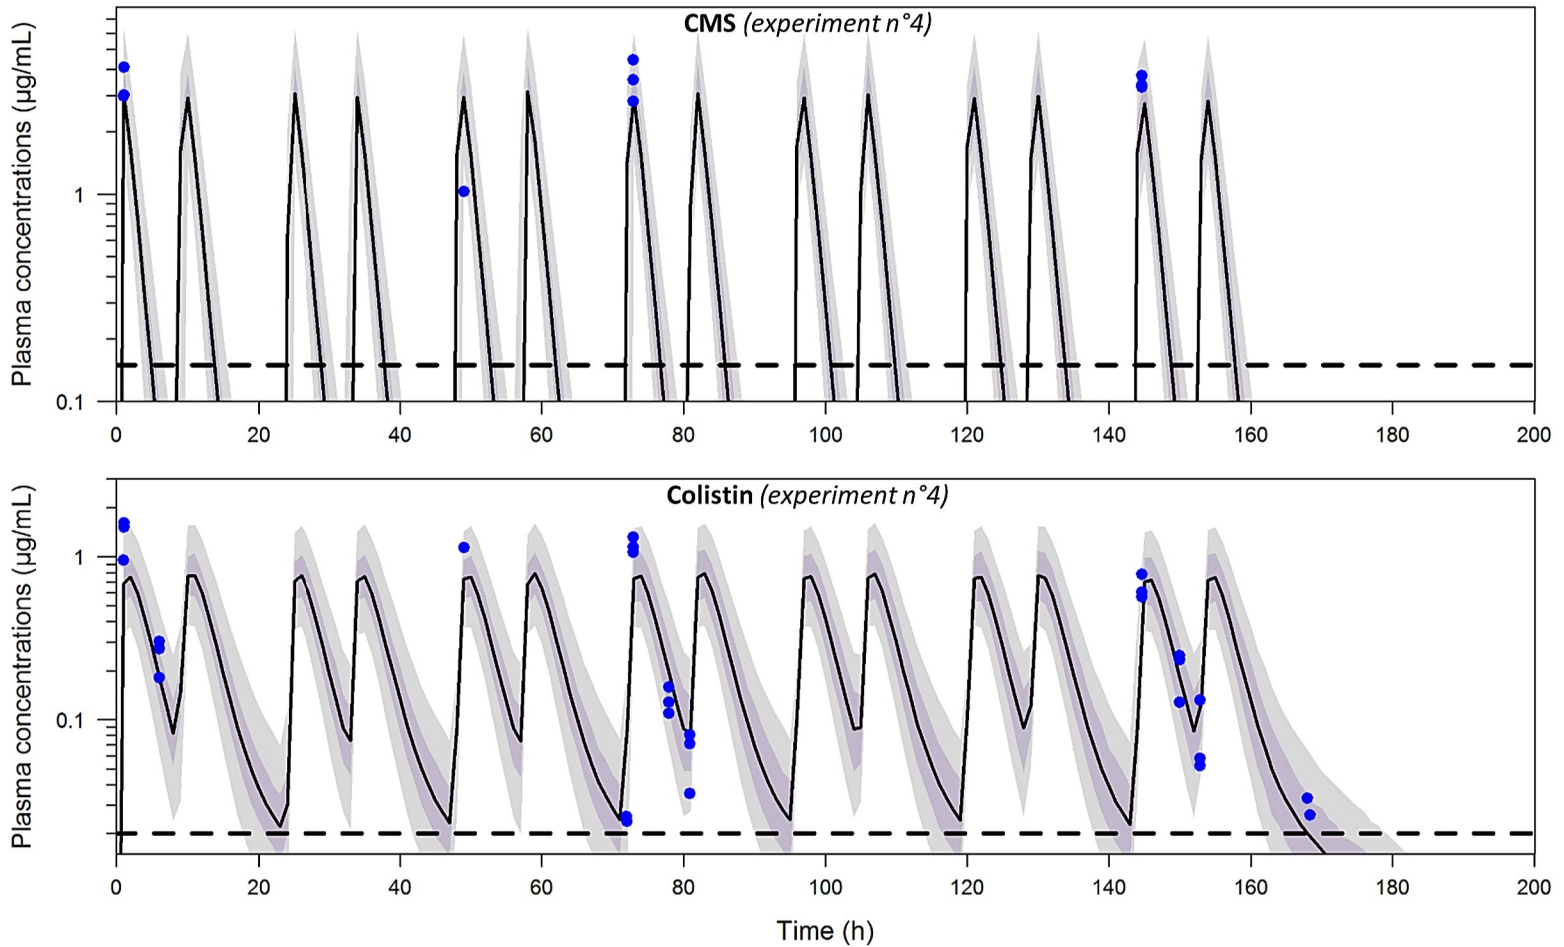 CMS (experiment n°4)
Plasma concentrations (µg/mL)
1
0.1
0 20 40 60 80 100 120 140 160 180 200
Colistin (experiment n°4)
Plasma concentrations (µg/mL)
1
0.1
0 20 40 60 80 100 120 140 160 180 200
Time (h)